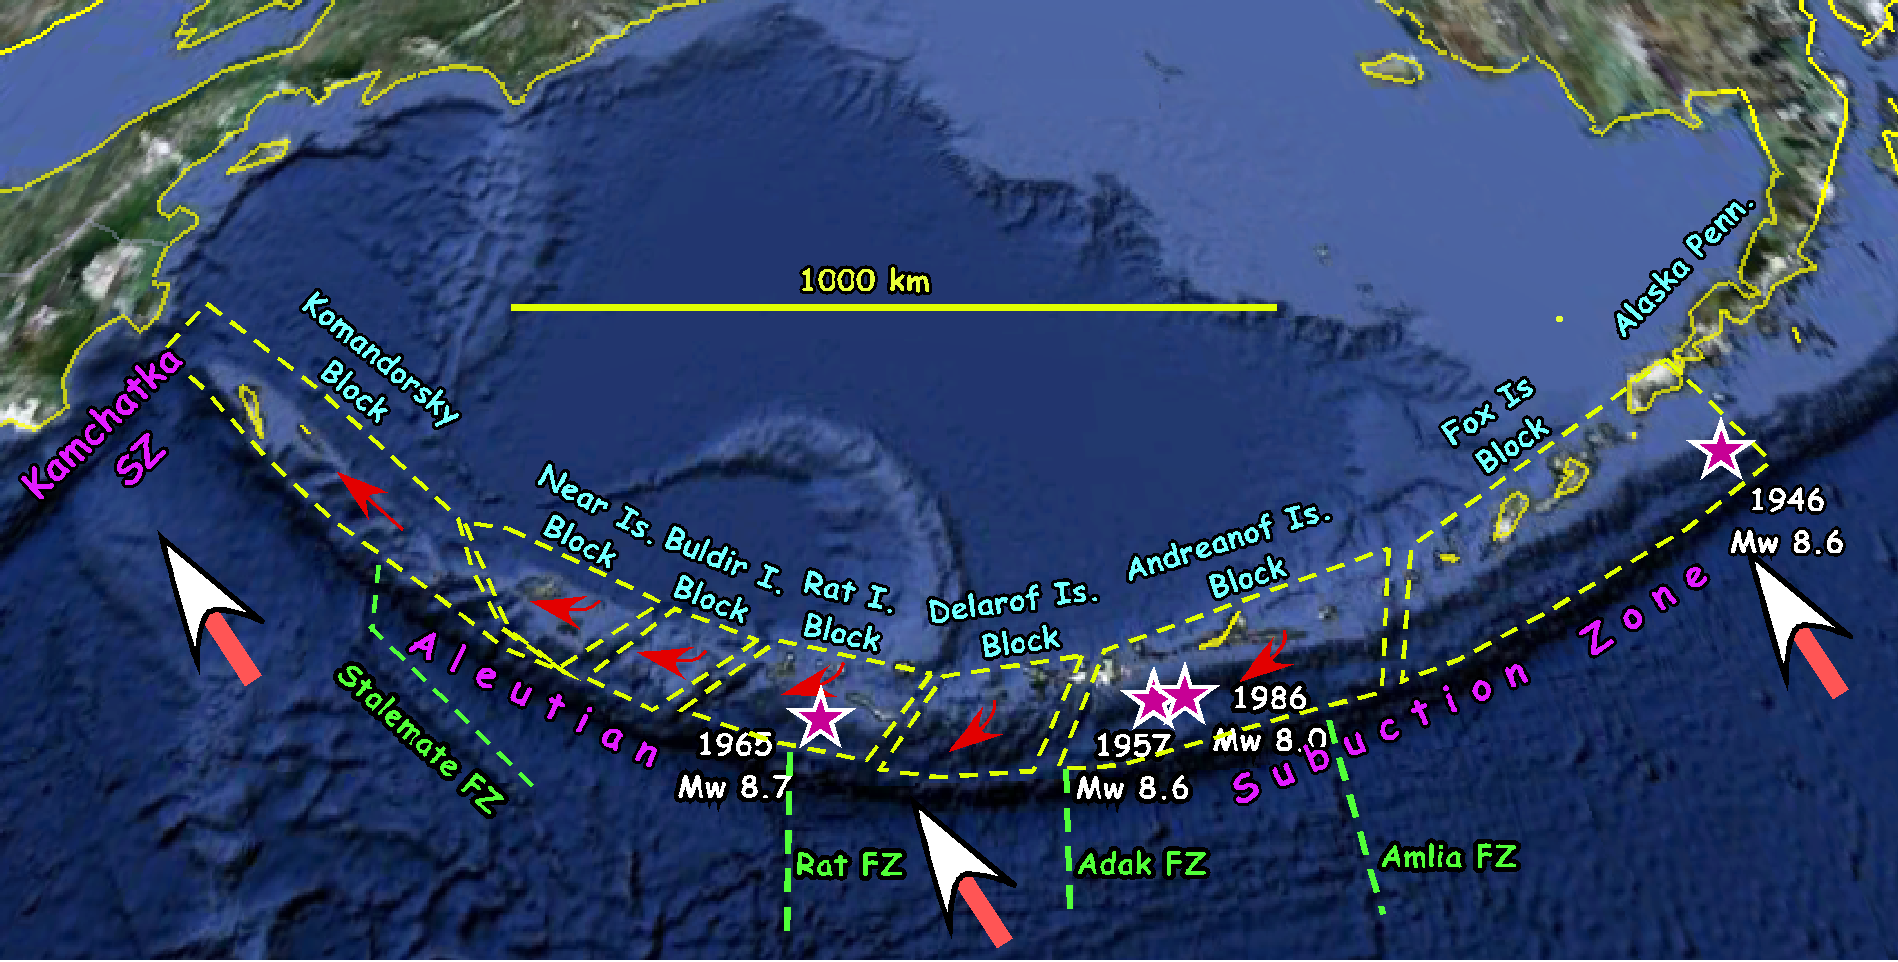 1000 km
Alaska Penn.
Komandorsky
Block
Kamchatka
SZ
Fox Is
Block
Near Is.
Block
Buldir I.
Block
Rat I.
Block
Delarof Is.
Block
Andreanof Is.
Block
1946
Mw 8.6
1986
Mw 8.0
1957
Mw 8.6
1965
Mw 8.7
Aleutian
Subuction Zone
Stalemate FZ
Rat FZ
Adak FZ
Amlia FZ